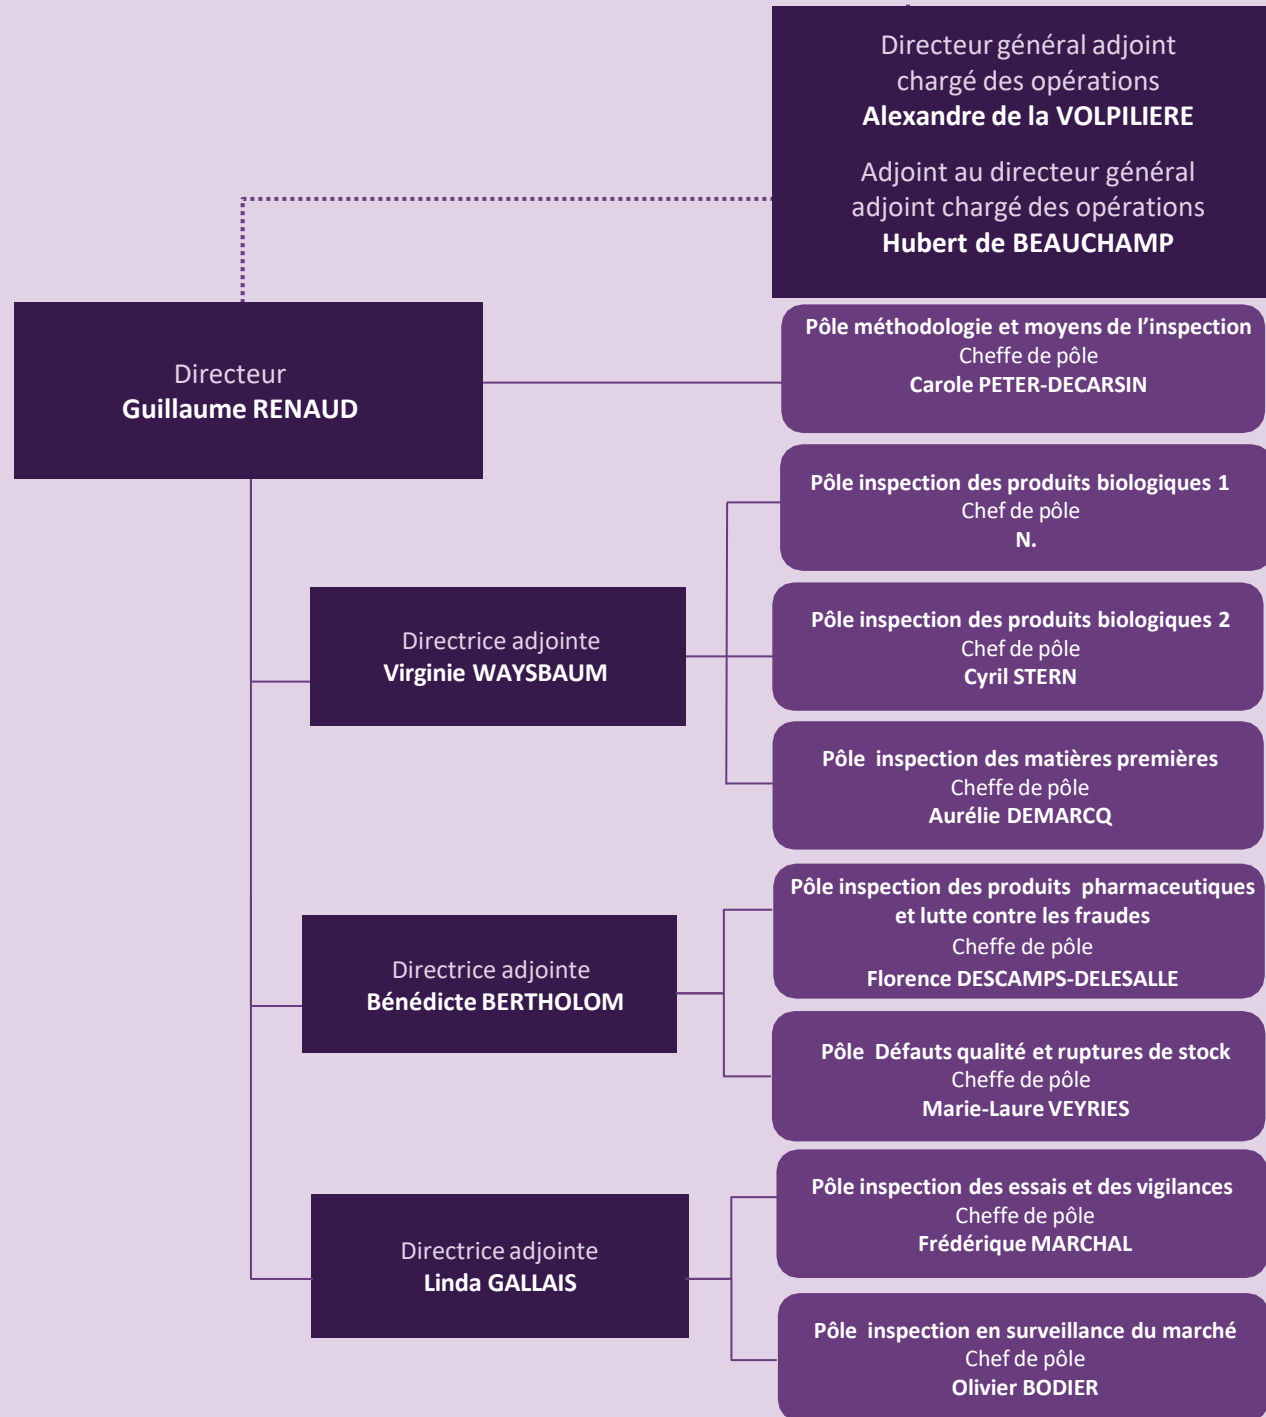 Directeur général adjoint
chargé des opérations
Alexandre de la VOLPILIERE
Adjoint au directeur général
adjoint chargé des opérations
Hubert de BEAUCHAMP
Directeur
Guillaume RENAUD
Pôle méthodologie et moyens de l’inspection
Cheffe de pôle
Carole PETER-DECARSIN
Directrice adjointe
Virginie WAYSBAUM
Pôle inspection des produits biologiques 1
Chef de pôle
N.
Pôle inspection des produits biologiques 2
Chef de pôle
Cyril STERN
Pôle inspection des matières premières
Cheffe de pôle
Aurélie DEMARCQ
Directrice adjointe
Bénédicte BERTHOLOM
Pôle inspection des produits pharmaceutiques
et lutte contre les fraudes
Cheffe de pôle
Florence DESCAMPS-DELESALLE
Pôle Défauts qualité et ruptures de stock
Cheffe de pôle
Marie-Laure VEYRIES
Directrice adjointe
Linda GALLAIS
Pôle inspection des essais et des vigilances
Cheffe de pôle
Frédérique MARCHAL
Pôle inspection en surveillance du marché
Chef de pôle
Olivier BODIER